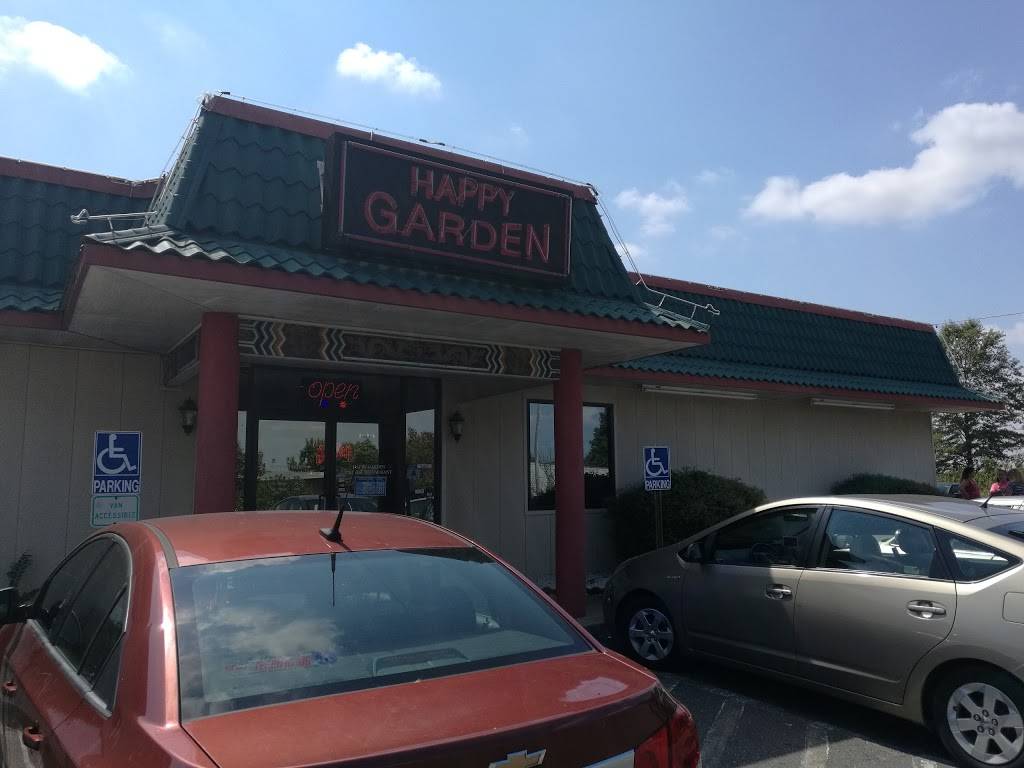 HAPPY
GARDEN
open
PARKING
VAN
ACCESSIBLE
PARKING